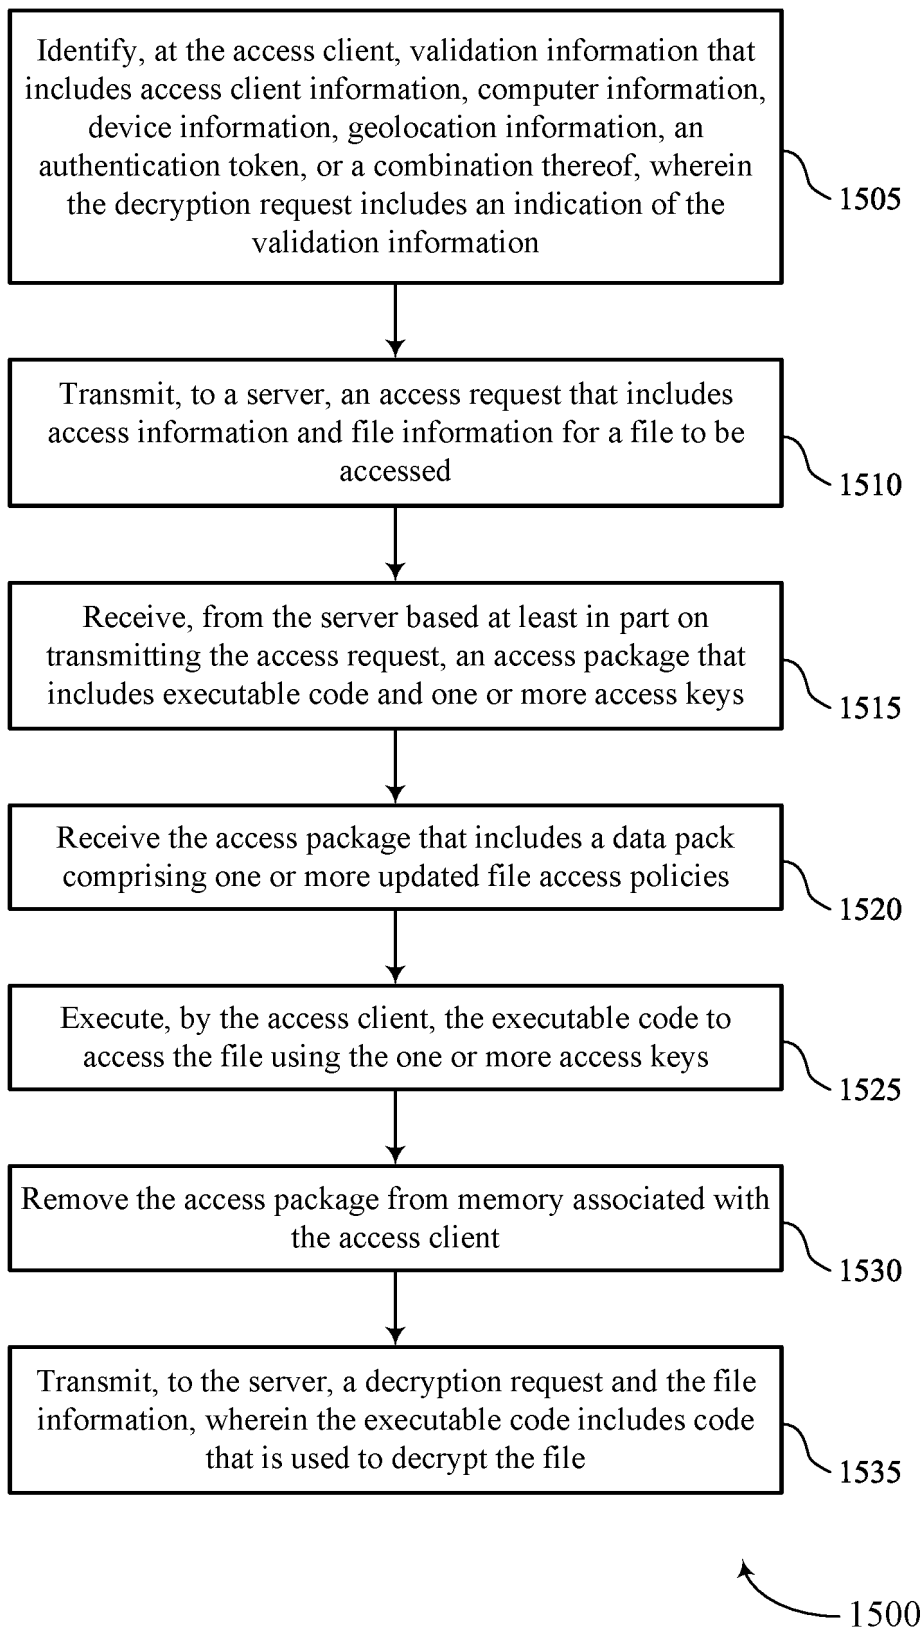 Identify, at the access client, validation information that
includes access client information, computer information,
device information, geolocation information, an
authentication token, or a combination thereof, wherein
the decryption request includes an indication of the
validation information
1505
Transmit, to a server, an access request that includes
access information and file information for a file to be
accessed
1510
Receive, from the server based at least in part on
transmitting the access request, an access package that
includes executable code and one or more access keys
1515
Receive the access package that includes a data pack
comprising one or more updated file access policies
1520
Execute, by the access client, the executable code to
access the file using the one or more access keys
1525
Remove the access package from memory associated with
the access client
1530
Transmit, to the server, a decryption request and the file
information, wherein the executable code includes code
that is used to decrypt the file
1535
1500